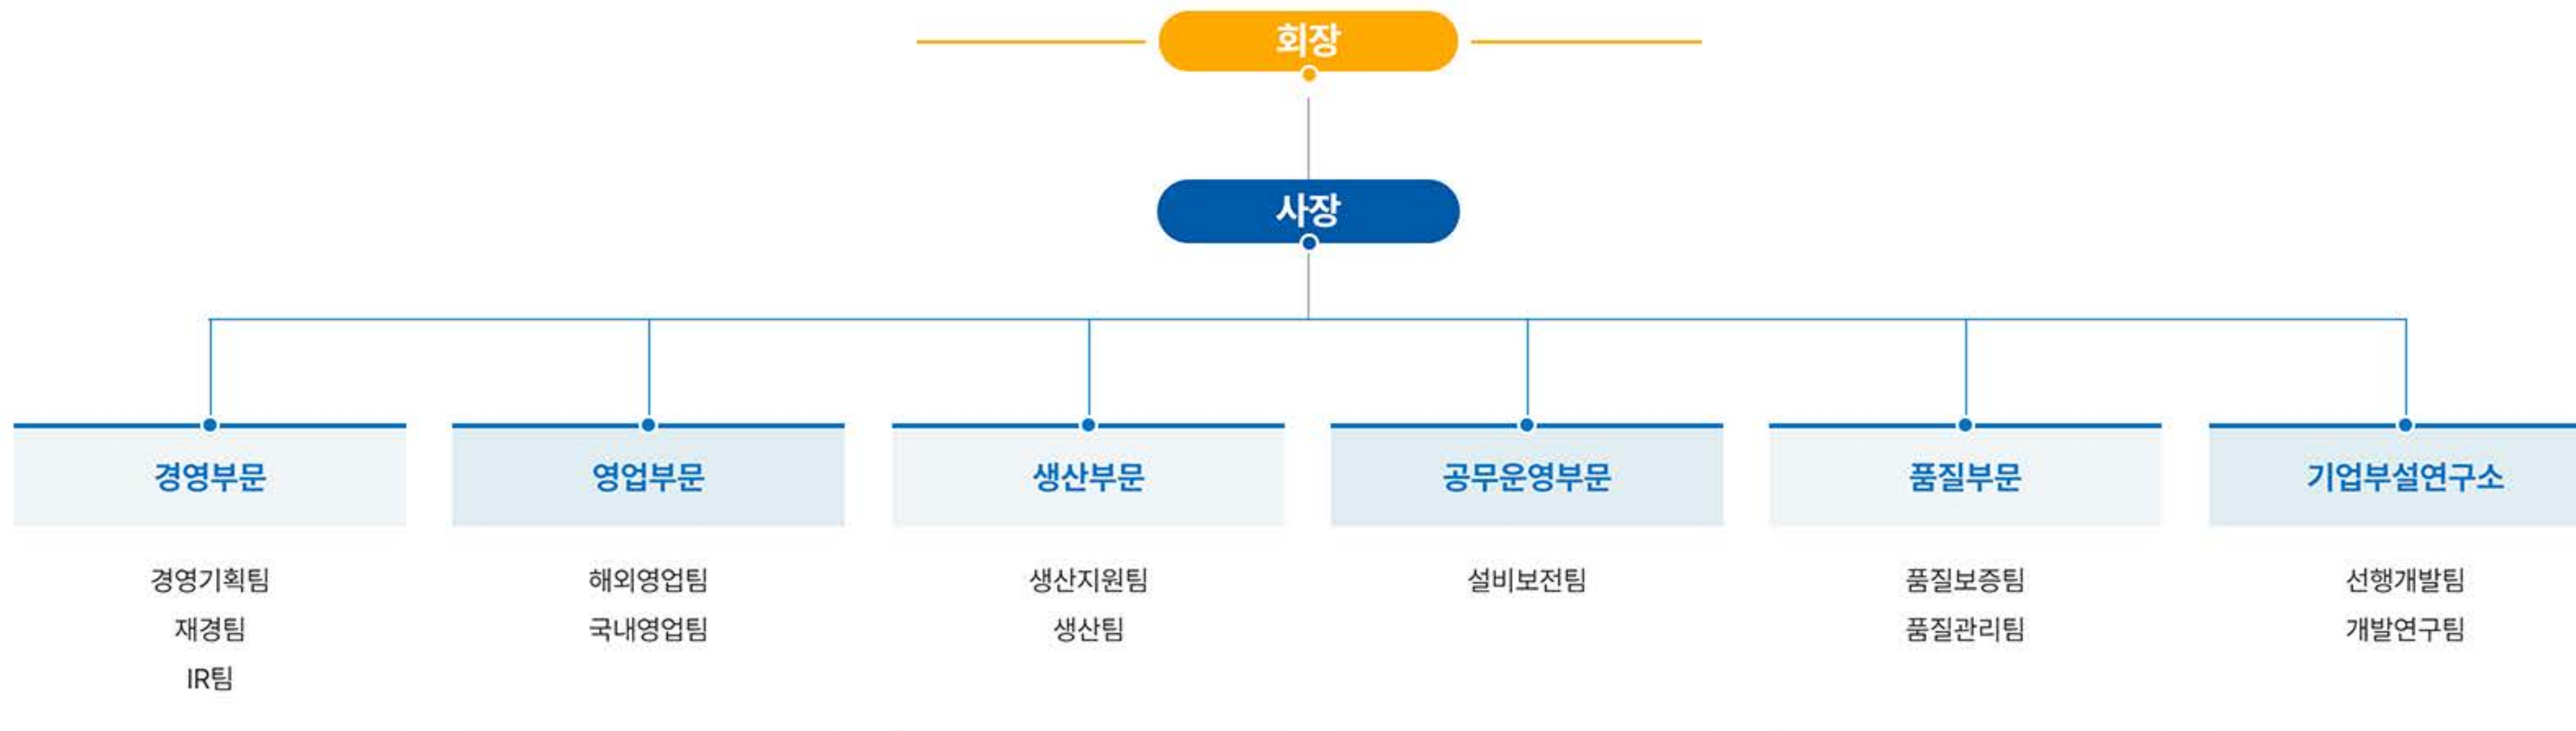 회장
사장
경영부문
경영기획팀
재경팀
IR팀
영업부문
해외영업팀
국내영업팀
생산부문
생산지원팀
생산팀
공무운영부문
설비보전팀
품질부문
품질보증팀
품질관리팀
기업부설연구소
선행개발팀
개발연구팀